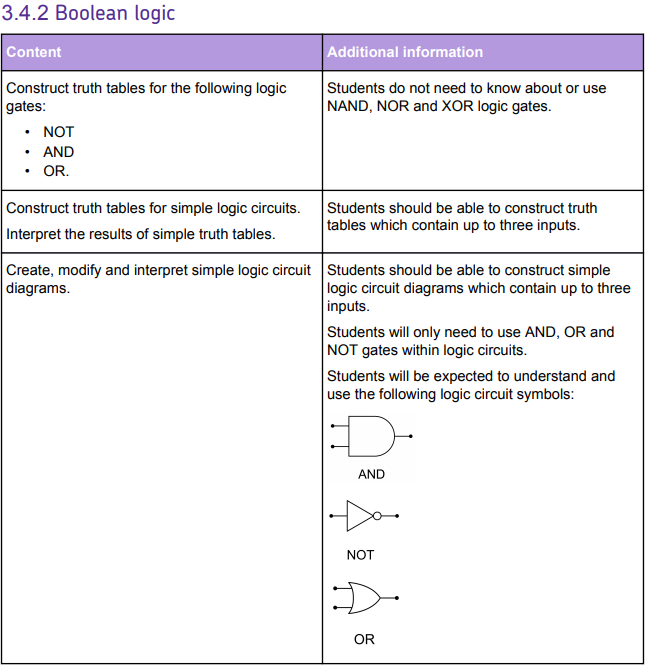 3.4.2 Boolean logic
Content
Additional information
Construct truth tables for the following logic
gates:
• NOT
• AND
• OR.
Students do not need to know about or use
NAND, NOR and XOR logic gates.
Construct truth tables for simple logic circuits.
Interpret the results of simple truth tables.
Students should be able to construct truth
tables which contain up to three inputs.
Create, modify and interpret simple logic circuit
diagrams.
Students should be able to construct simple
logic circuit diagrams which contain up to three
inputs.
Students will only need to use AND, OR and
NOT gates within logic circuits.
Students will be expected to understand and
use the following logic circuit symbols:
AND
NOT
OR